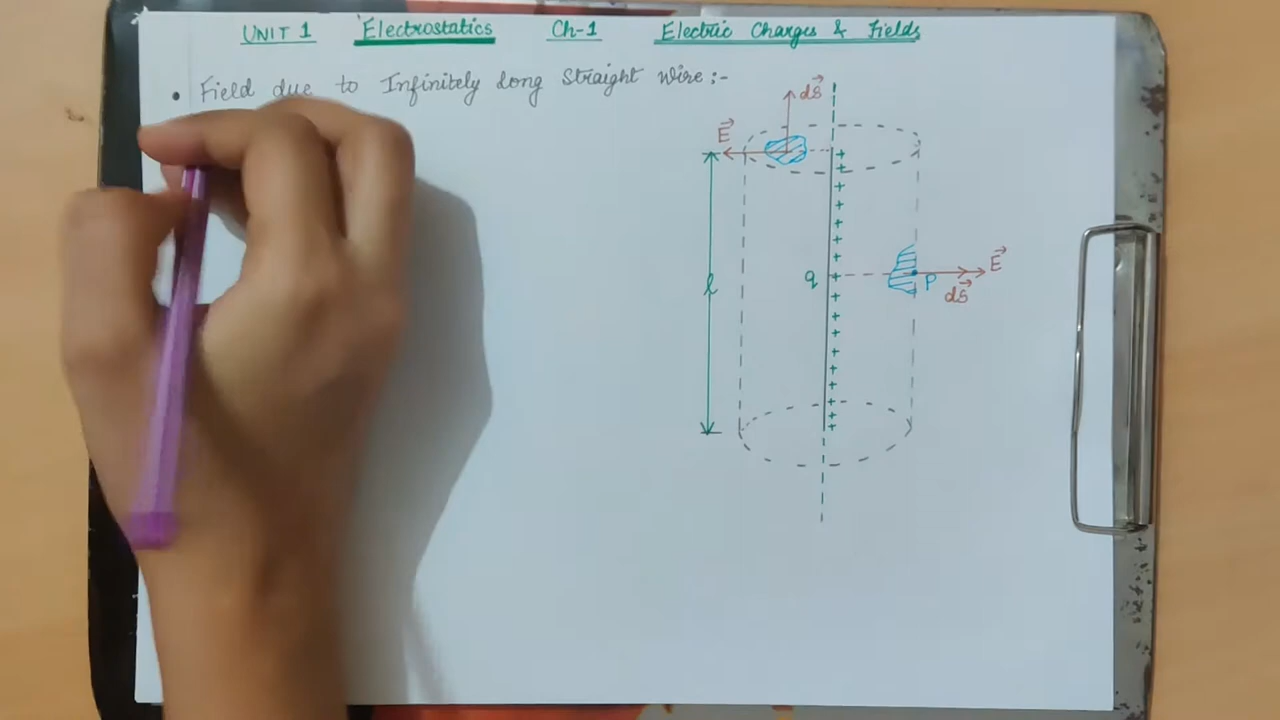 UNIT 1 Electrostatics Ch-1 Electric Charges & Fields
• Field due to Infinitely long Straight wire :-
ds⃗
E⃗
+
+
+
+
+
+
+
q + P E⃗
l ds⃗
+
+
+
+
+
+
+
+